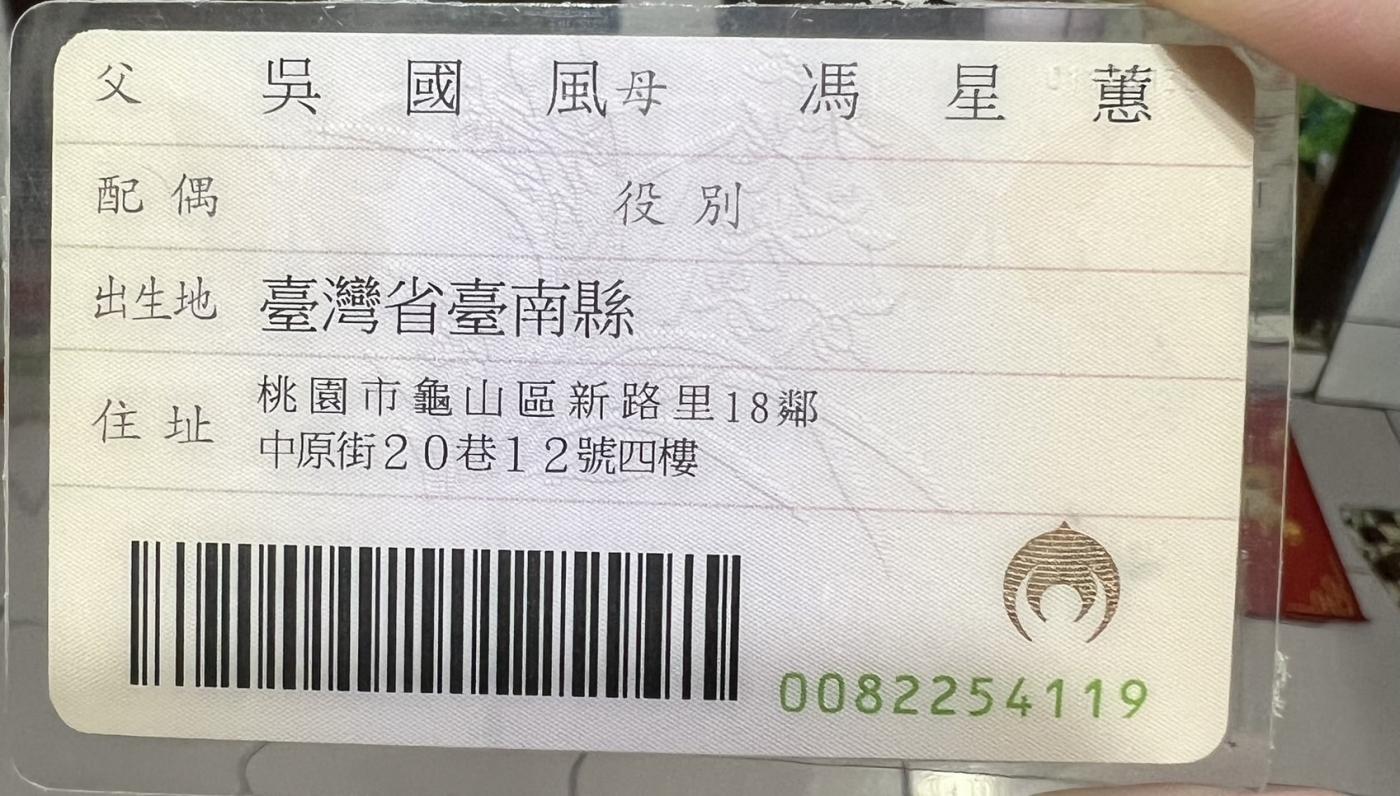 父 吳國風 母 馮星蕙
配偶 役別
出生地 臺灣省臺南縣
住址 桃園市龜山區新路里18鄰
中原街20巷12號四樓
0082254119